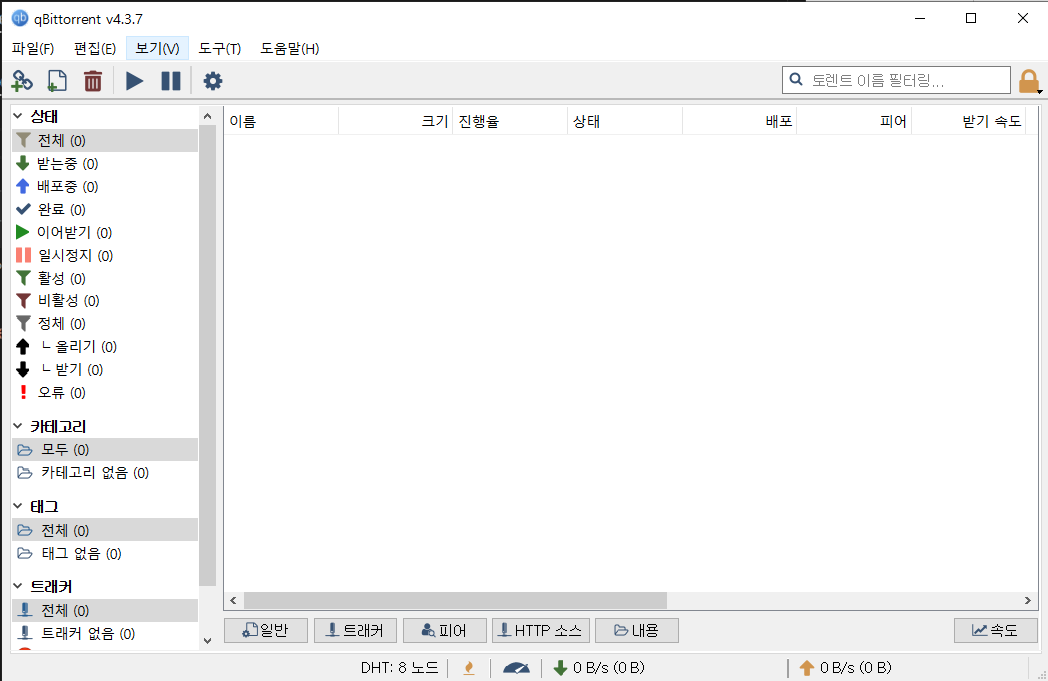 qBittorrent v4.3.7
파일(F) 편집(E) 보기(V) 도구(T) 도움말(H)
토렌트 이름 필터링...
상태
전체 (0)
받는중 (0)
배포중 (0)
완료 (0)
이어받기 (0)
일시정지 (0)
활성 (0)
비활성 (0)
정체 (0)
ㄴ올리기 (0)
ㄴ받기 (0)
오류 (0)
카테고리
모두 (0)
카테고리 없음 (0)
태그
전체 (0)
태그 없음 (0)
트래커
전체 (0)
트래커 없음 (0)
이름 크기 진행율 상태 배포 피어 받기 속도
일반 트래커 피어 HTTP 소스 내용 속도
DHT: 8 노드 0 B/s (0 B) 0 B/s (0 B)